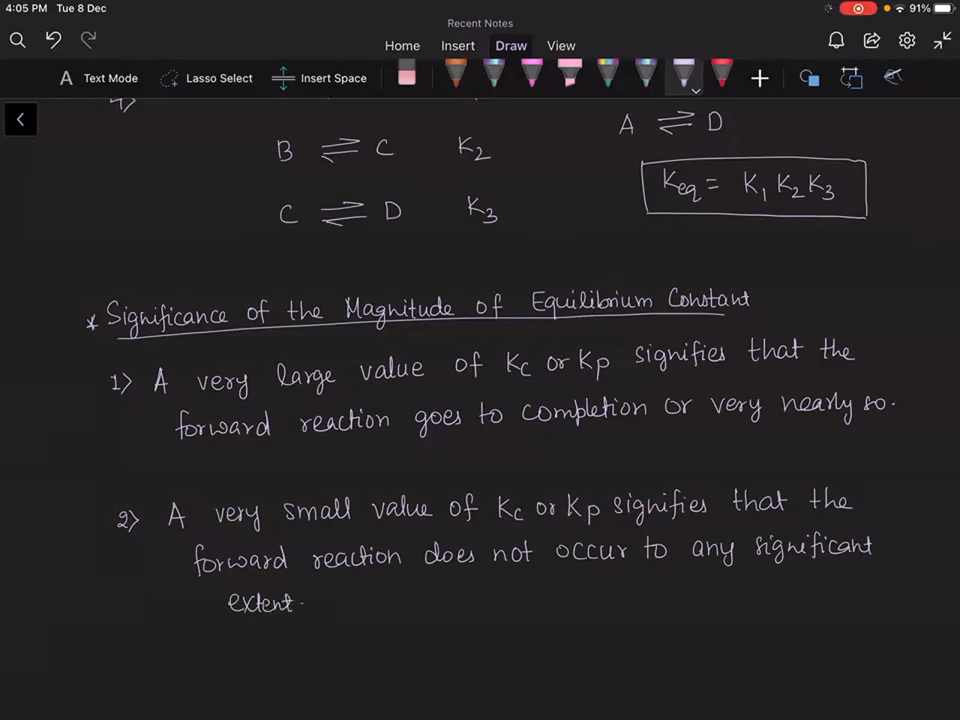 4:05 PM Tue 8 Dec
91%
Recent Notes
Home Insert Draw View
A Text Mode Lasso Select Insert Space
A ⇌ D
B ⇌ C K2
Keq = K1 K2 K3
C ⇌ D K3
* Significance of the Magnitude of Equilibrium Constant
1) A very large value of Kc or Kp signifies that the
forward reaction goes to completion or very nearly so.
2) A very small value of Kc or Kp signifies that the
forward reaction does not occur to any significant
extent.